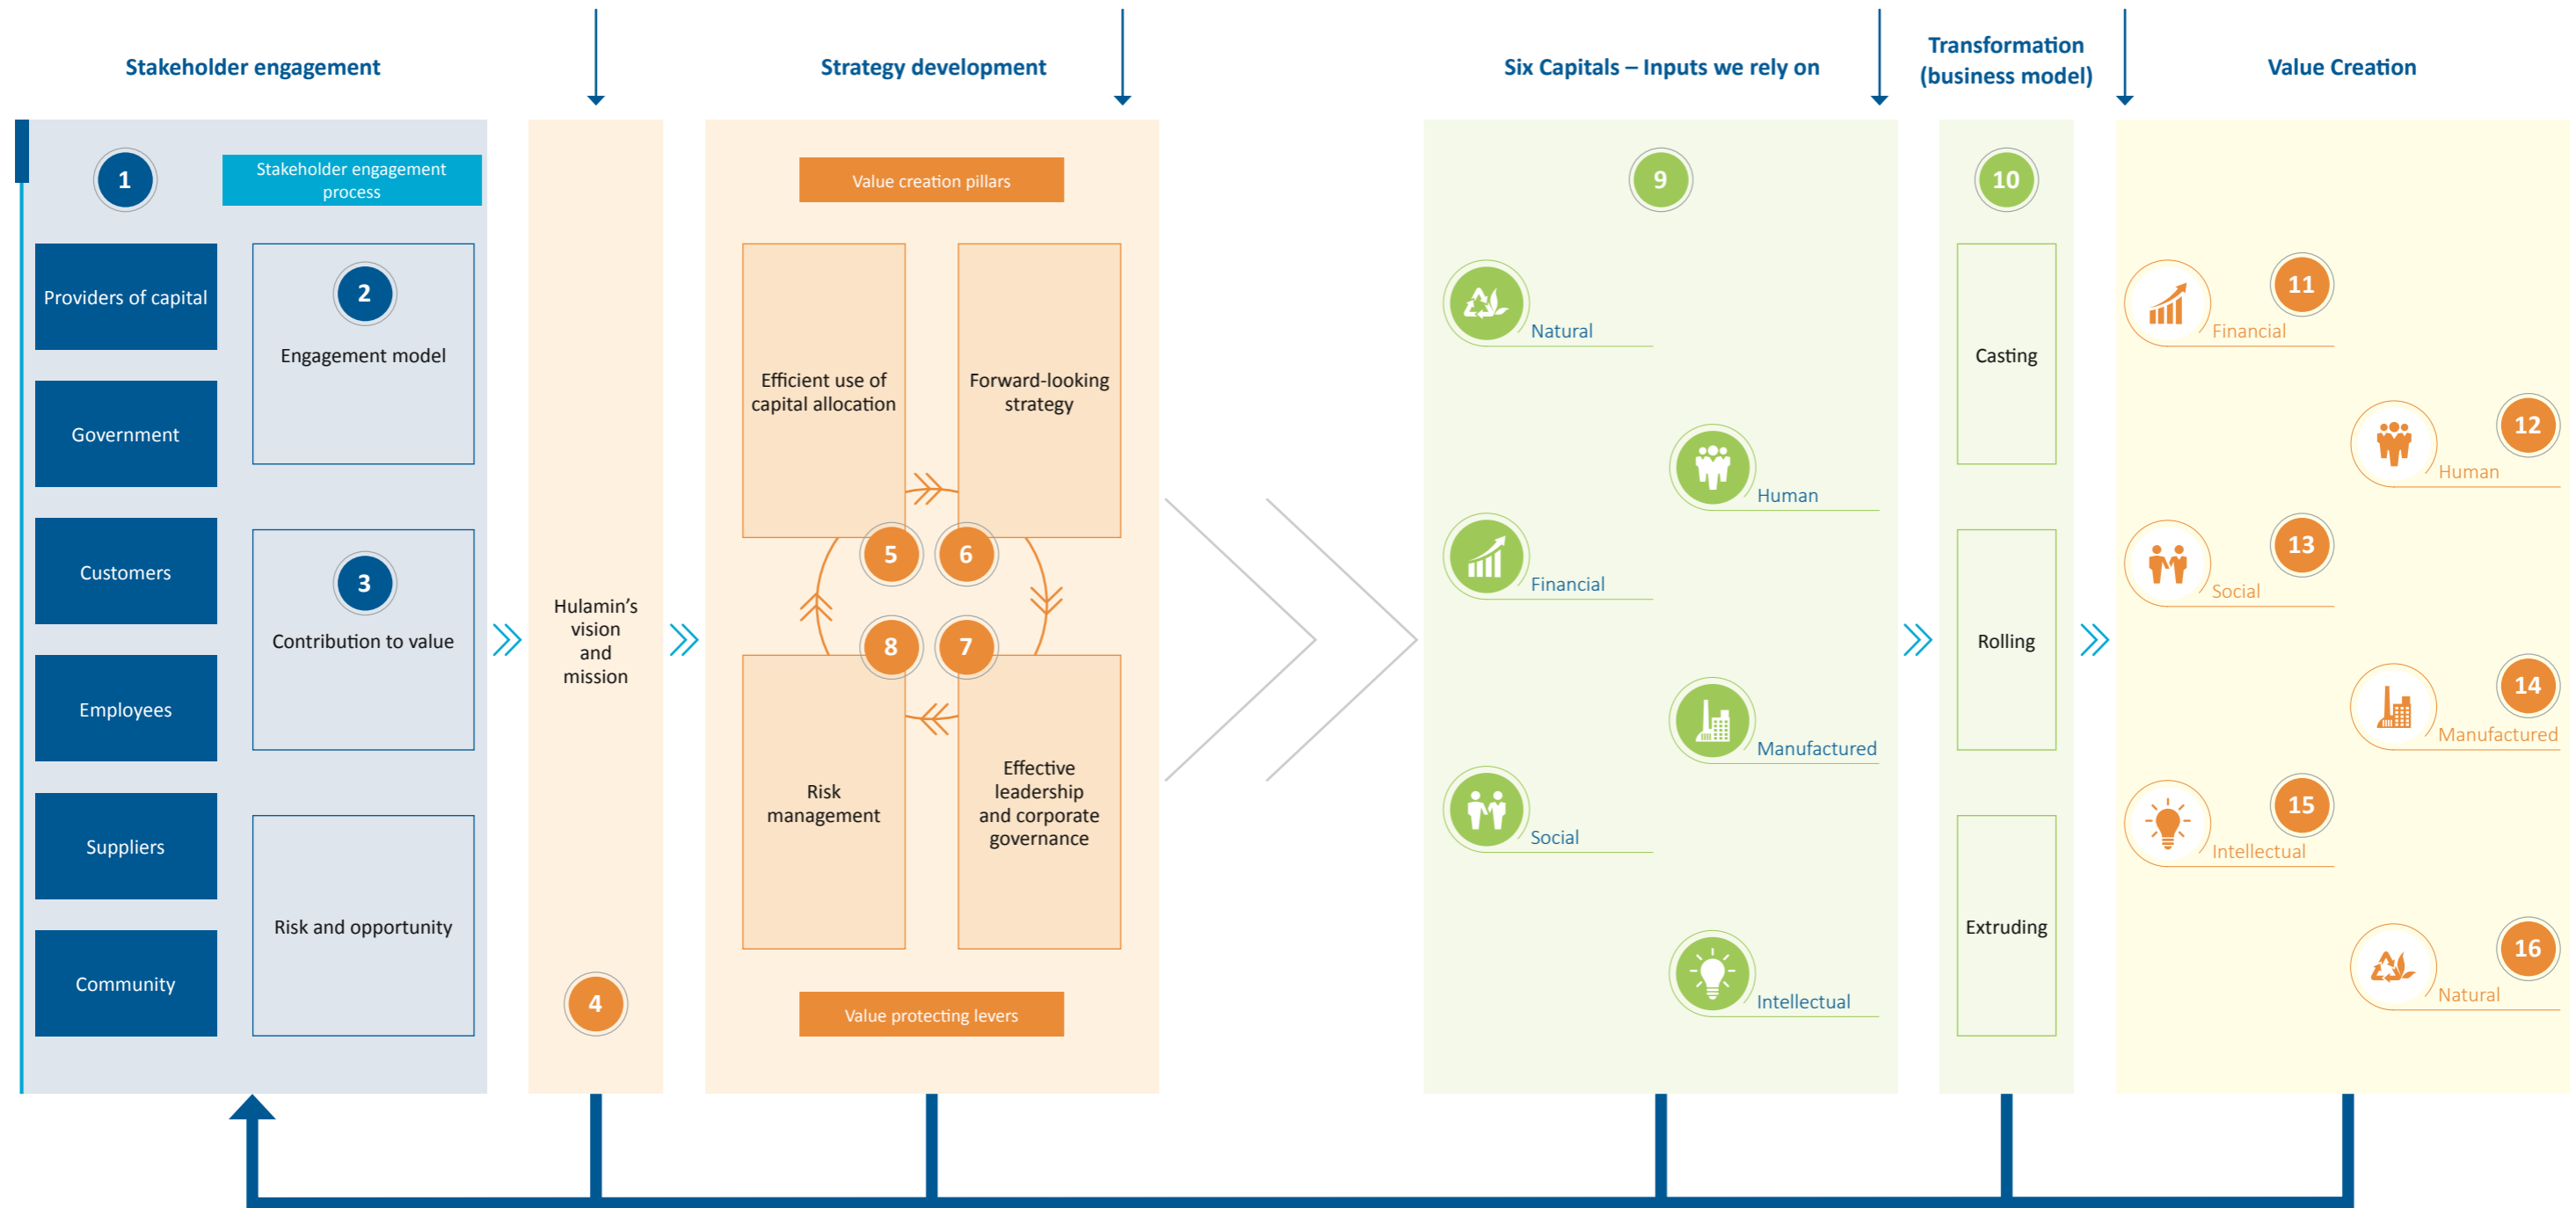 Stakeholder engagement
Strategy development
Six Capitals – Inputs we rely on
Transformation
(business model)
Value Creation
1
Stakeholder engagement
process
Providers of capital
Government
Customers
Employees
Suppliers
Community
2
Engagement model
3
Contribution to value
Risk and opportunity
Hulamin’s
vision
and
mission
4
Value creation pillars
Efficient use of
capital allocation
Forward-looking
strategy
5
6
8
7
Risk
management
Effective
leadership
and corporate
governance
Value protecting levers
9
Natural
Human
Financial
Manufactured
Social
Intellectual
10
Casting
Rolling
Extruding
11
Financial
12
Human
13
Social
14
Manufactured
15
Intellectual
16
Natural